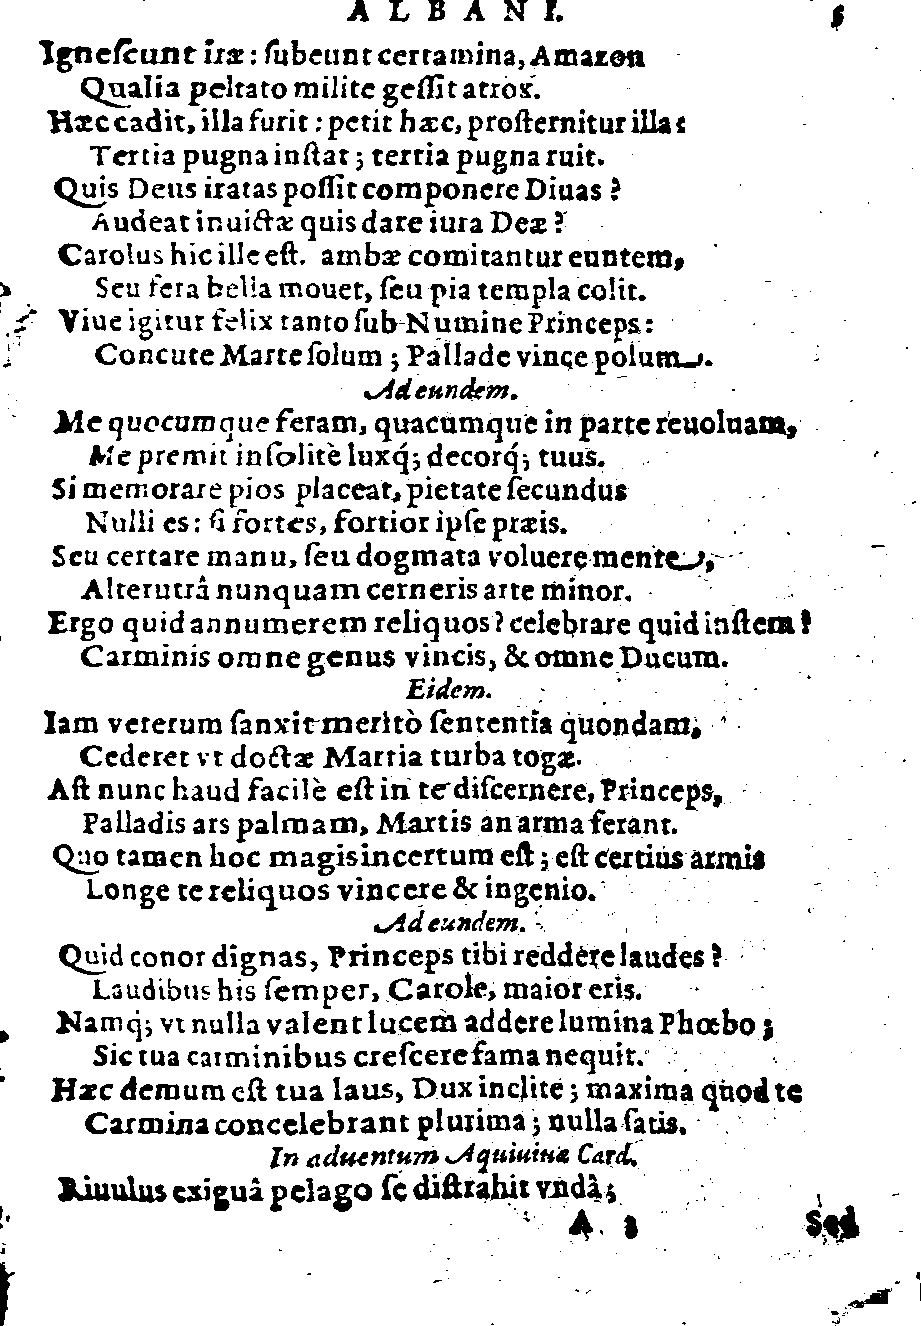 ALBANI. 5
Igneſcunt iræ: ſubeunt certamina, Amazon
Qualia peltato milite geſſit atrox.
Hæc cadit, illa furit: petit hæc, proſternitur illa:
Tertia pugna inſtat; tertia pugna ruit.
Quis Deus iratas poſſit componere Diuas?
Audeat inuictæ quis dare iura Deæ?
Carolus hic ille eſt. ambæ comitantur euntem,
Seu fera bella mouet, ſeu pia templa colit.
Viue igitur felix tanto ſub Numine Princeps:
Concute Marte ſolum; Pallade vince polum.
Ad eundem.
Me quocumque feram, quacumque in parte reuoluam,
Me premit inſolitè luxq́; decorq́; tuus.
Si memorare pios placeat, pietate ſecundus
Nulli es: ſi fortes, fortior ipſe præis.
Seu certare manu, ſeu dogmata voluere mente,
Alterutrâ nunquam cerneris arte minor.
Ergo quid annumerem reliquos? celebrare quid inſtem?
Carminis omne genus vincis, & omne Ducum.
Eidem.
Iam veterum ſanxit meritò ſententia quondam,
Cederet vt doctæ Martia turba togæ.
Aſt nunc haud facilè eſt in te diſcernere, Princeps,
Palladis ars palmam, Martis an arma ferant.
Quo tamen hoc magis incertum eſt; eſt certius armis
Longe te reliquos vincere & ingenio.
Ad eundem.
Quid conor dignas, Princeps tibi reddere laudes?
Laudibus his ſemper, Carole, maior eris.
Namq́; vt nulla valent lucem addere lumina Phœbo;
Sic tua carminibus creſcere fama nequit.
Hæc demum eſt tua laus, Dux inclite; maxima quod te
Carmina concelebrant plurima; nulla ſatis.
In aduentum Aquiuiuæ Card.
Riuulus exiguâ pelago ſe diſtrahit vndâ;
A 3 Sed